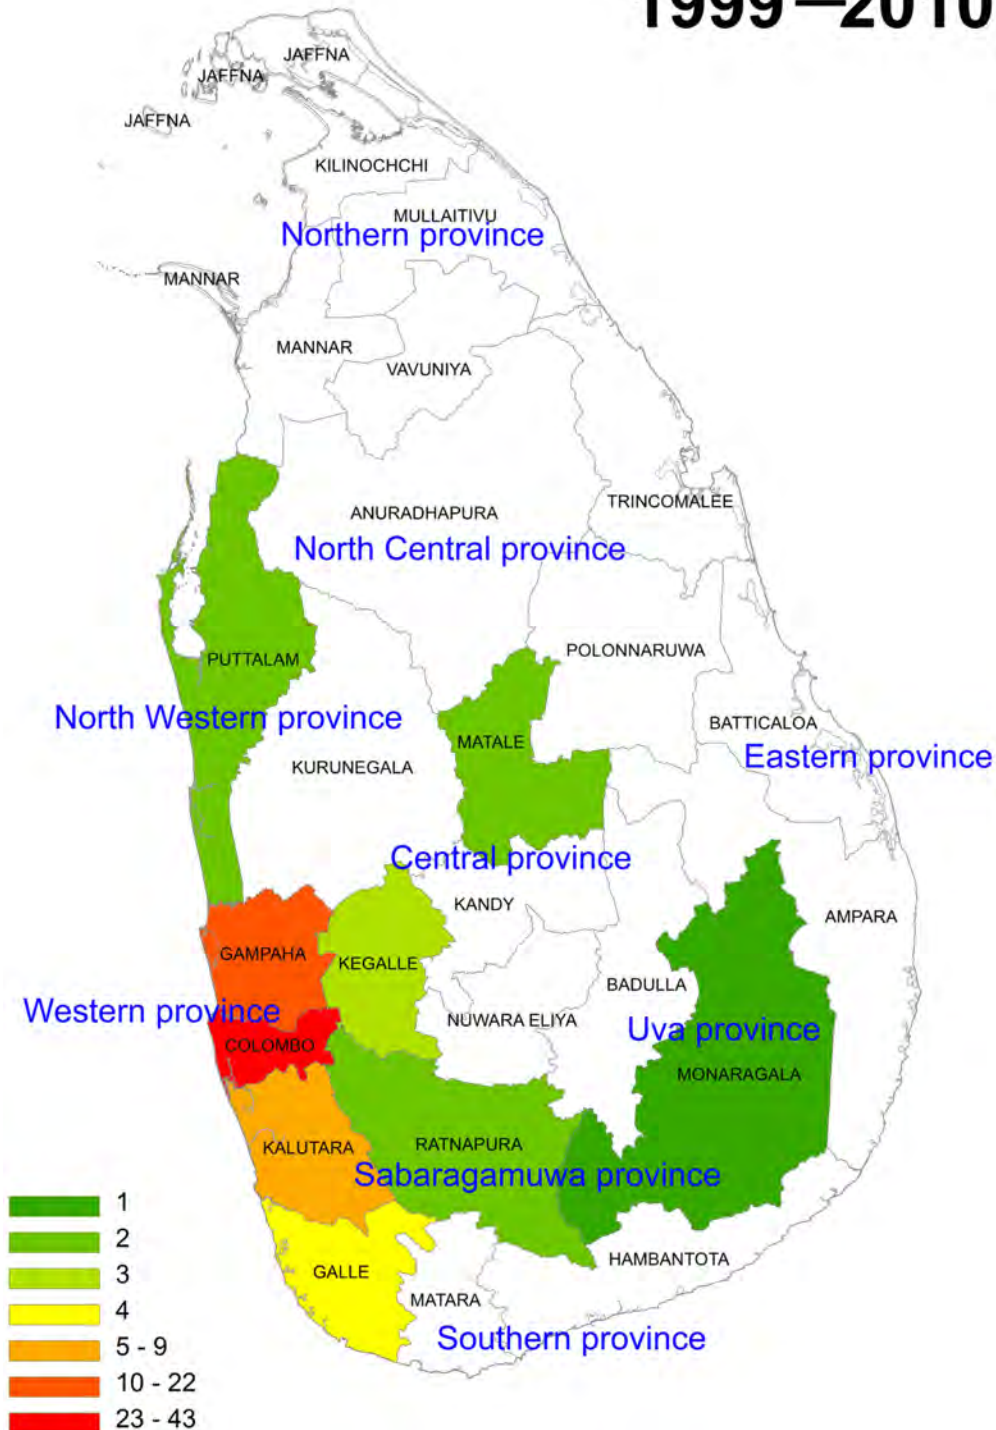 1999–2010
JAFFNA
JAFFNA
JAFFNA
KILINOCHCHI
MULLAITIVU
Northern province
MANNAR
MANNAR
VAVUNIYA
TRINCOMALEE
ANURADHAPURA
North Central province
POLONNARUWA
PUTTALAM
North Western province
BATTICALOA
MATALE
Eastern province
KURUNEGALA
Central province
KANDY
AMPARA
GAMPAHA
KEGALLE
BADULLA
Western province
NUWARA ELIYA
Uva province
COLOMBO
MONARAGALA
KALUTARA
RATNAPURA
Sabaragamuwa province
HAMBANTOTA
GALLE
MATARA
Southern province
1
2
3
4
5 - 9
10 - 22
23 - 43